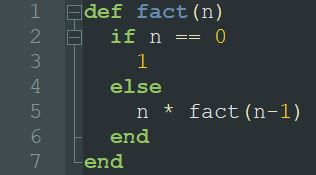 1 def fact(n)
2   if n == 0
3     1
4   else
5     n * fact(n-1)
6   end
7 end